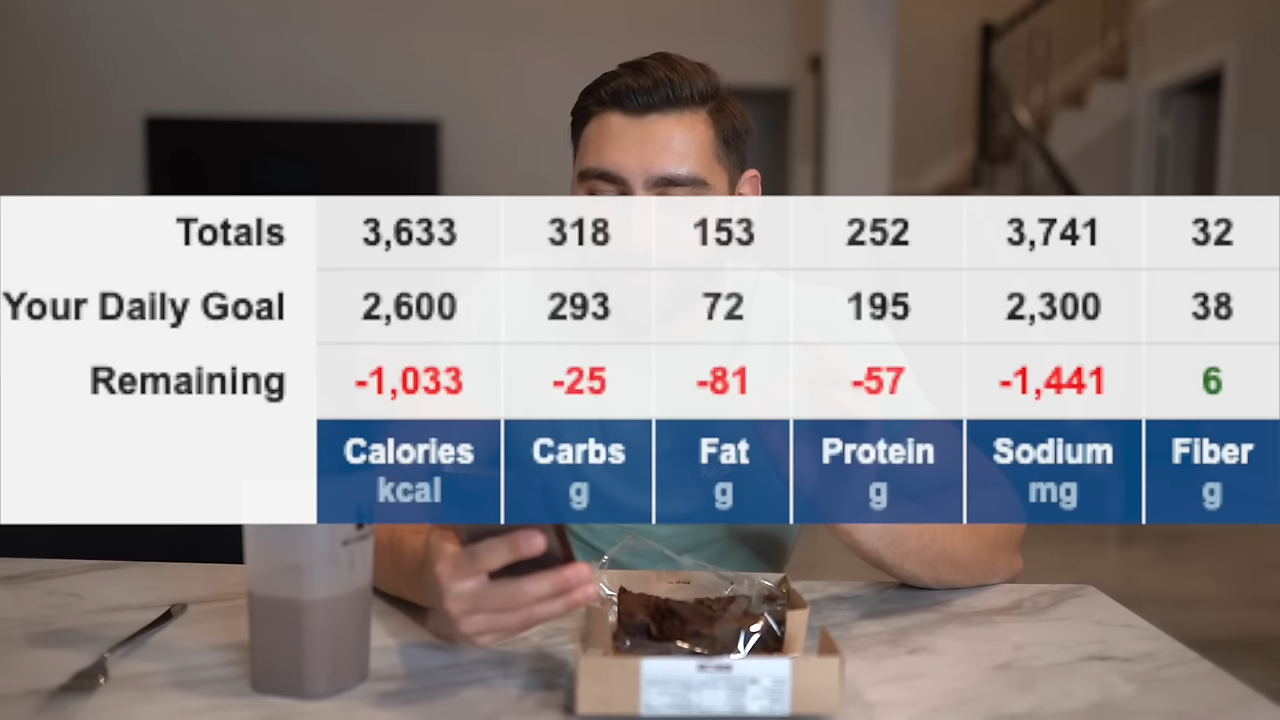 Totals 3,633 318 153 252 3,741 32
Your Daily Goal 2,600 293 72 195 2,300 38
Remaining -1,033 -25 -81 -57 -1,441 6
Calories Carbs Fat Protein Sodium Fiber
kcal g g g mg g